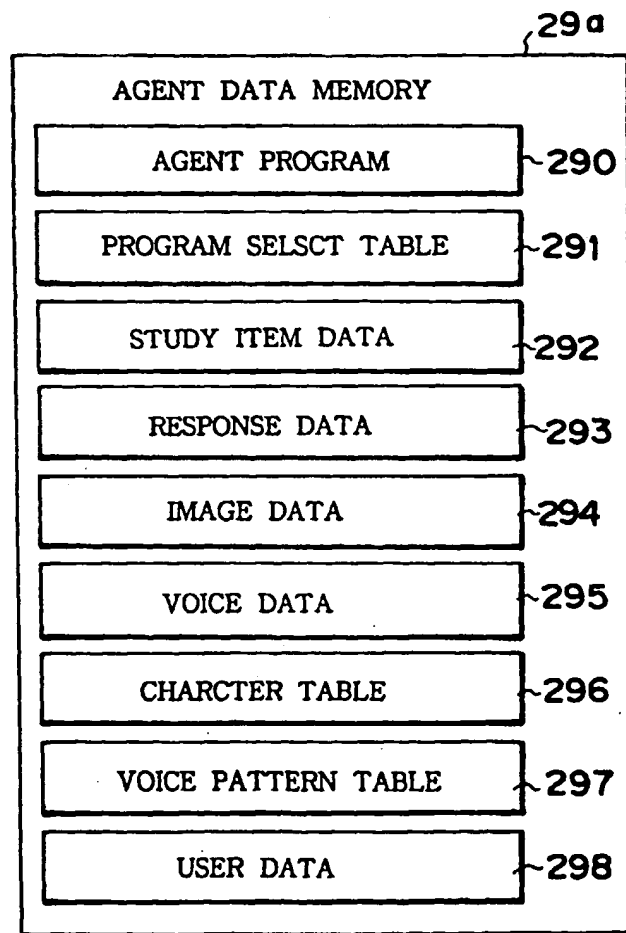 29a
AGENT DATA MEMORY
AGENT PROGRAM 290
PROGRAM SELSCT TABLE 291
STUDY ITEM DATA 292
RESPONSE DATA 293
IMAGE DATA 294
VOICE DATA 295
CHARCTER TABLE 296
VOICE PATTERN TABLE 297
USER DATA 298